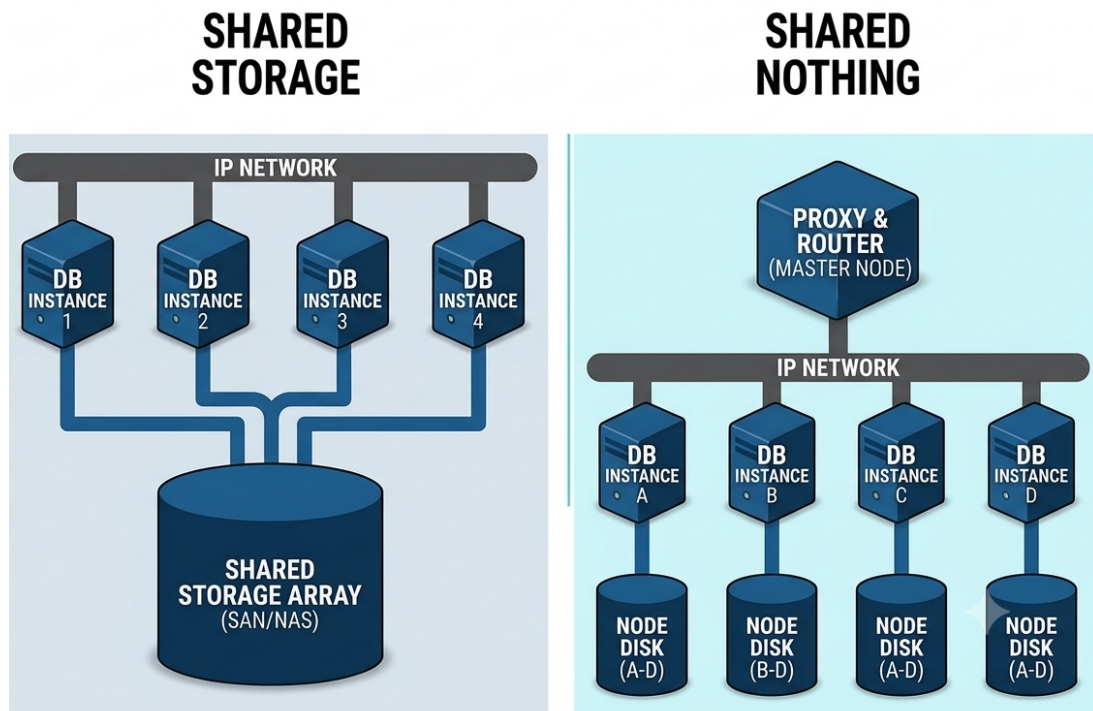 SHARED
STORAGE
IP NETWORK
DB
INSTANCE
1
DB
INSTANCE
2
DB
INSTANCE
3
DB
INSTANCE
4
SHARED
STORAGE ARRAY
(SAN/NAS)
SHARED
NOTHING
PROXY &
ROUTER
(MASTER NODE)
IP NETWORK
DB
INSTANCE
A
DB
INSTANCE
B
DB
INSTANCE
C
DB
INSTANCE
D
NODE
DISK
(A-D)
NODE
DISK
(B-D)
NODE
DISK
(A-D)
NODE
DISK
(A-D)